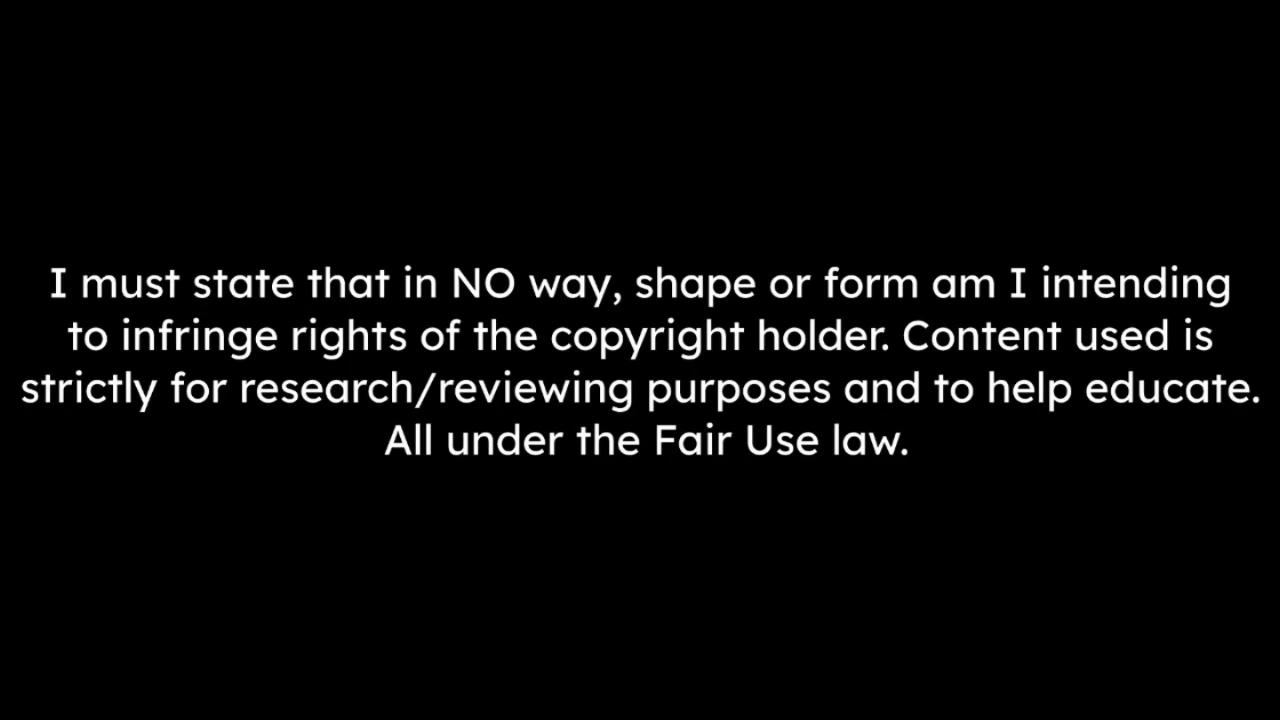 I must state that in NO way, shape or form am I intending
to infringe rights of the copyright holder. Content used is
strictly for research/reviewing purposes and to help educate.
All under the Fair Use law.